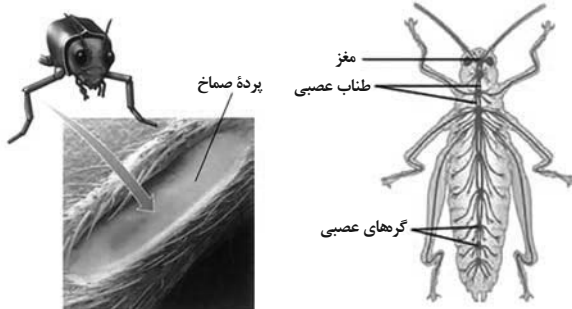 مغز
طناب عصبی
پردهٔ صماخ
گره‌های عصبی